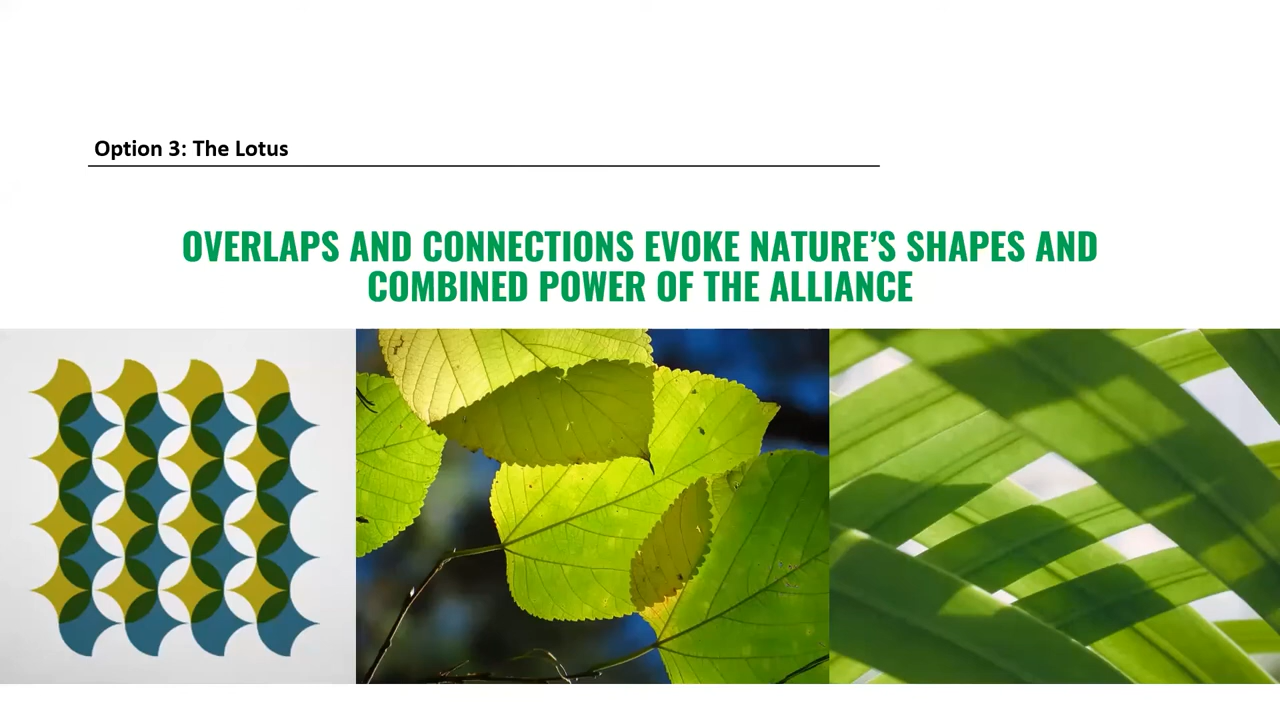 Option 3: The Lotus
OVERLAPS AND CONNECTIONS EVOKE NATURE’S SHAPES AND
COMBINED POWER OF THE ALLIANCE